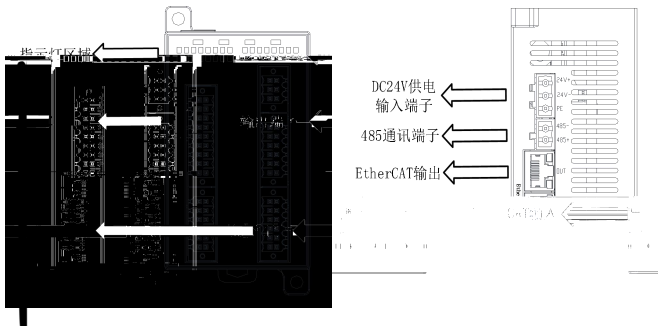 指示灯区域
DC24V供电
输入端子
485通讯端子
EtherCAT输出
24V+
24V-
PE
485-
485+
OUT